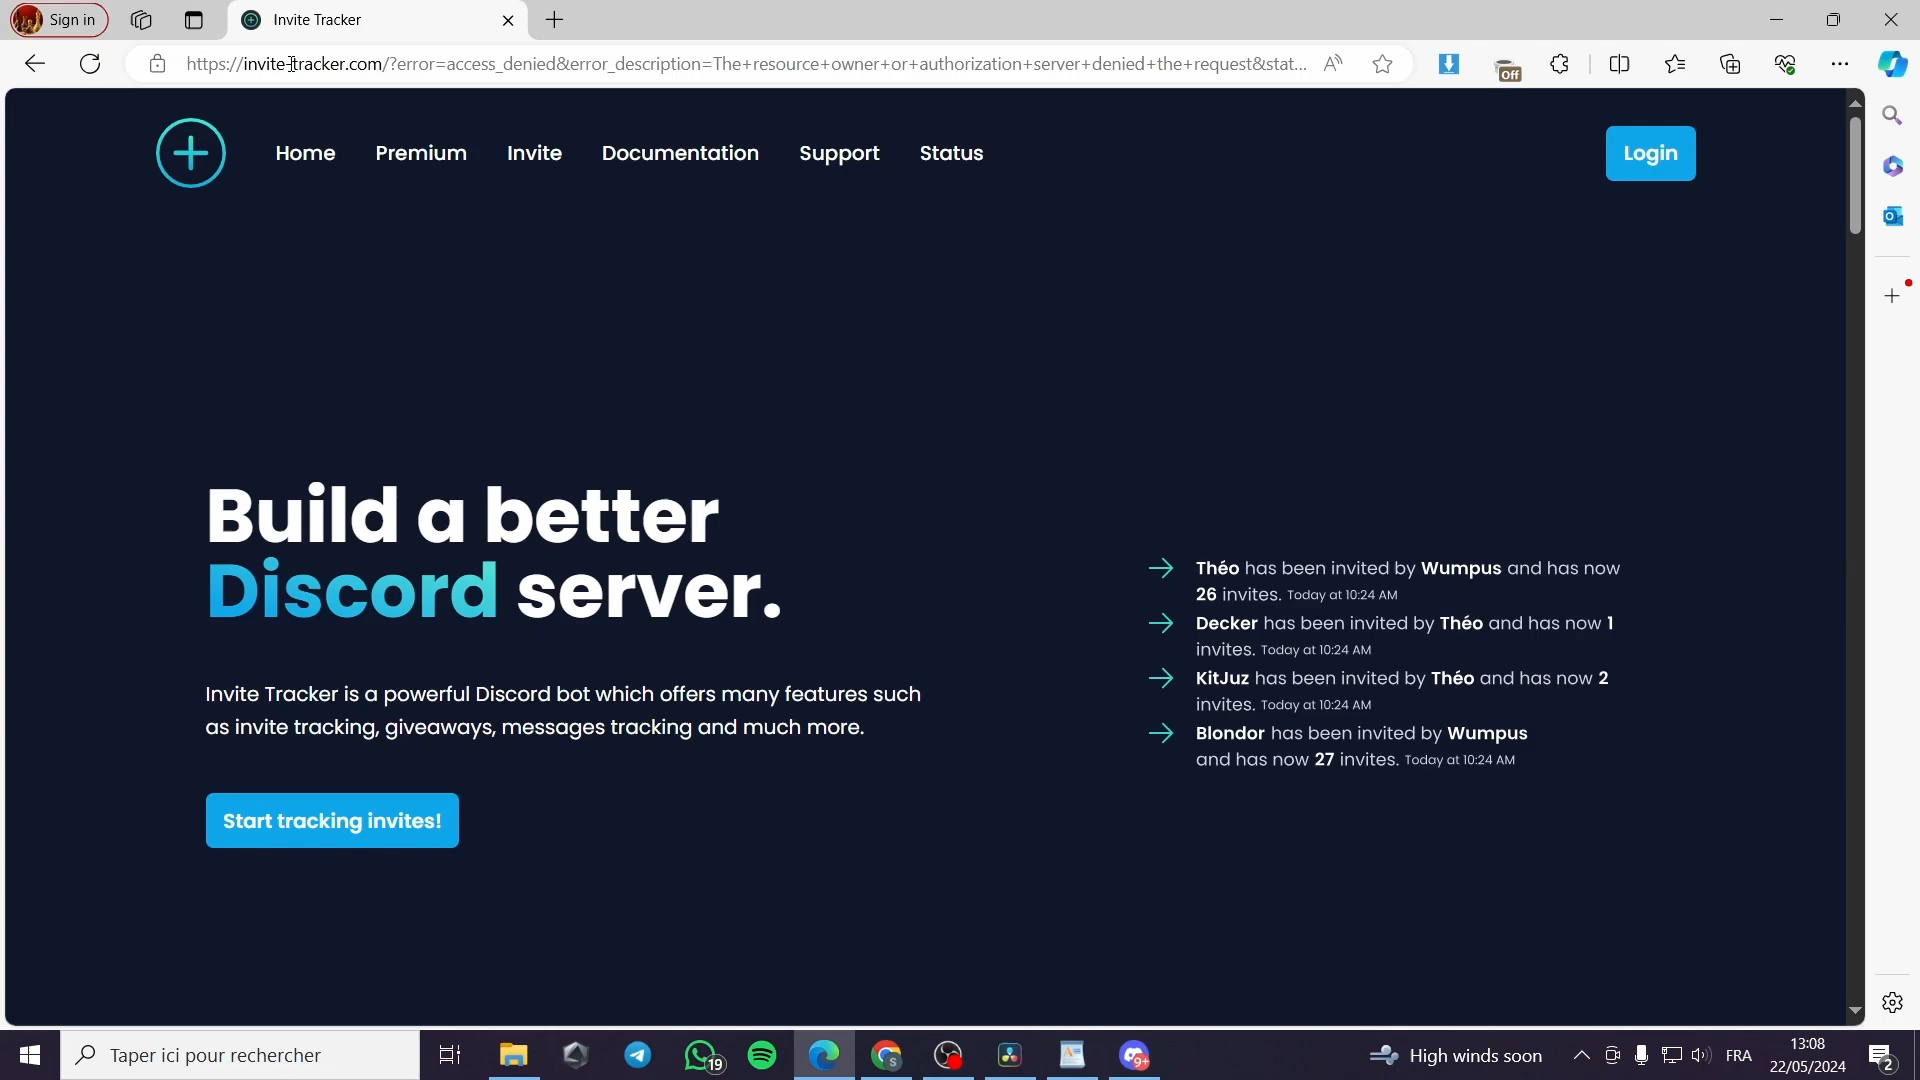 Sign in
Invite Tracker
https://invite-tracker.com/?error=access_denied&error_description=The+resource+owner+or+authorization+server+denied+the+request&stat...
Off
Home
Premium
Invite
Documentation
Support
Status
Login
Build a better
Discord server.
Invite Tracker is a powerful Discord bot which offers many features such
as invite tracking, giveaways, messages tracking and much more.
Start tracking invites!
Théo has been invited by Wumpus and has now
26 invites. Today at 10:24 AM
Decker has been invited by Théo and has now 1
invites. Today at 10:24 AM
KitJuz has been invited by Théo and has now 2
invites. Today at 10:24 AM
Blondor has been invited by Wumpus
and has now 27 invites. Today at 10:24 AM
Taper ici pour rechercher
19
S
9+
High winds soon
FRA
13:08
22/05/2024
2